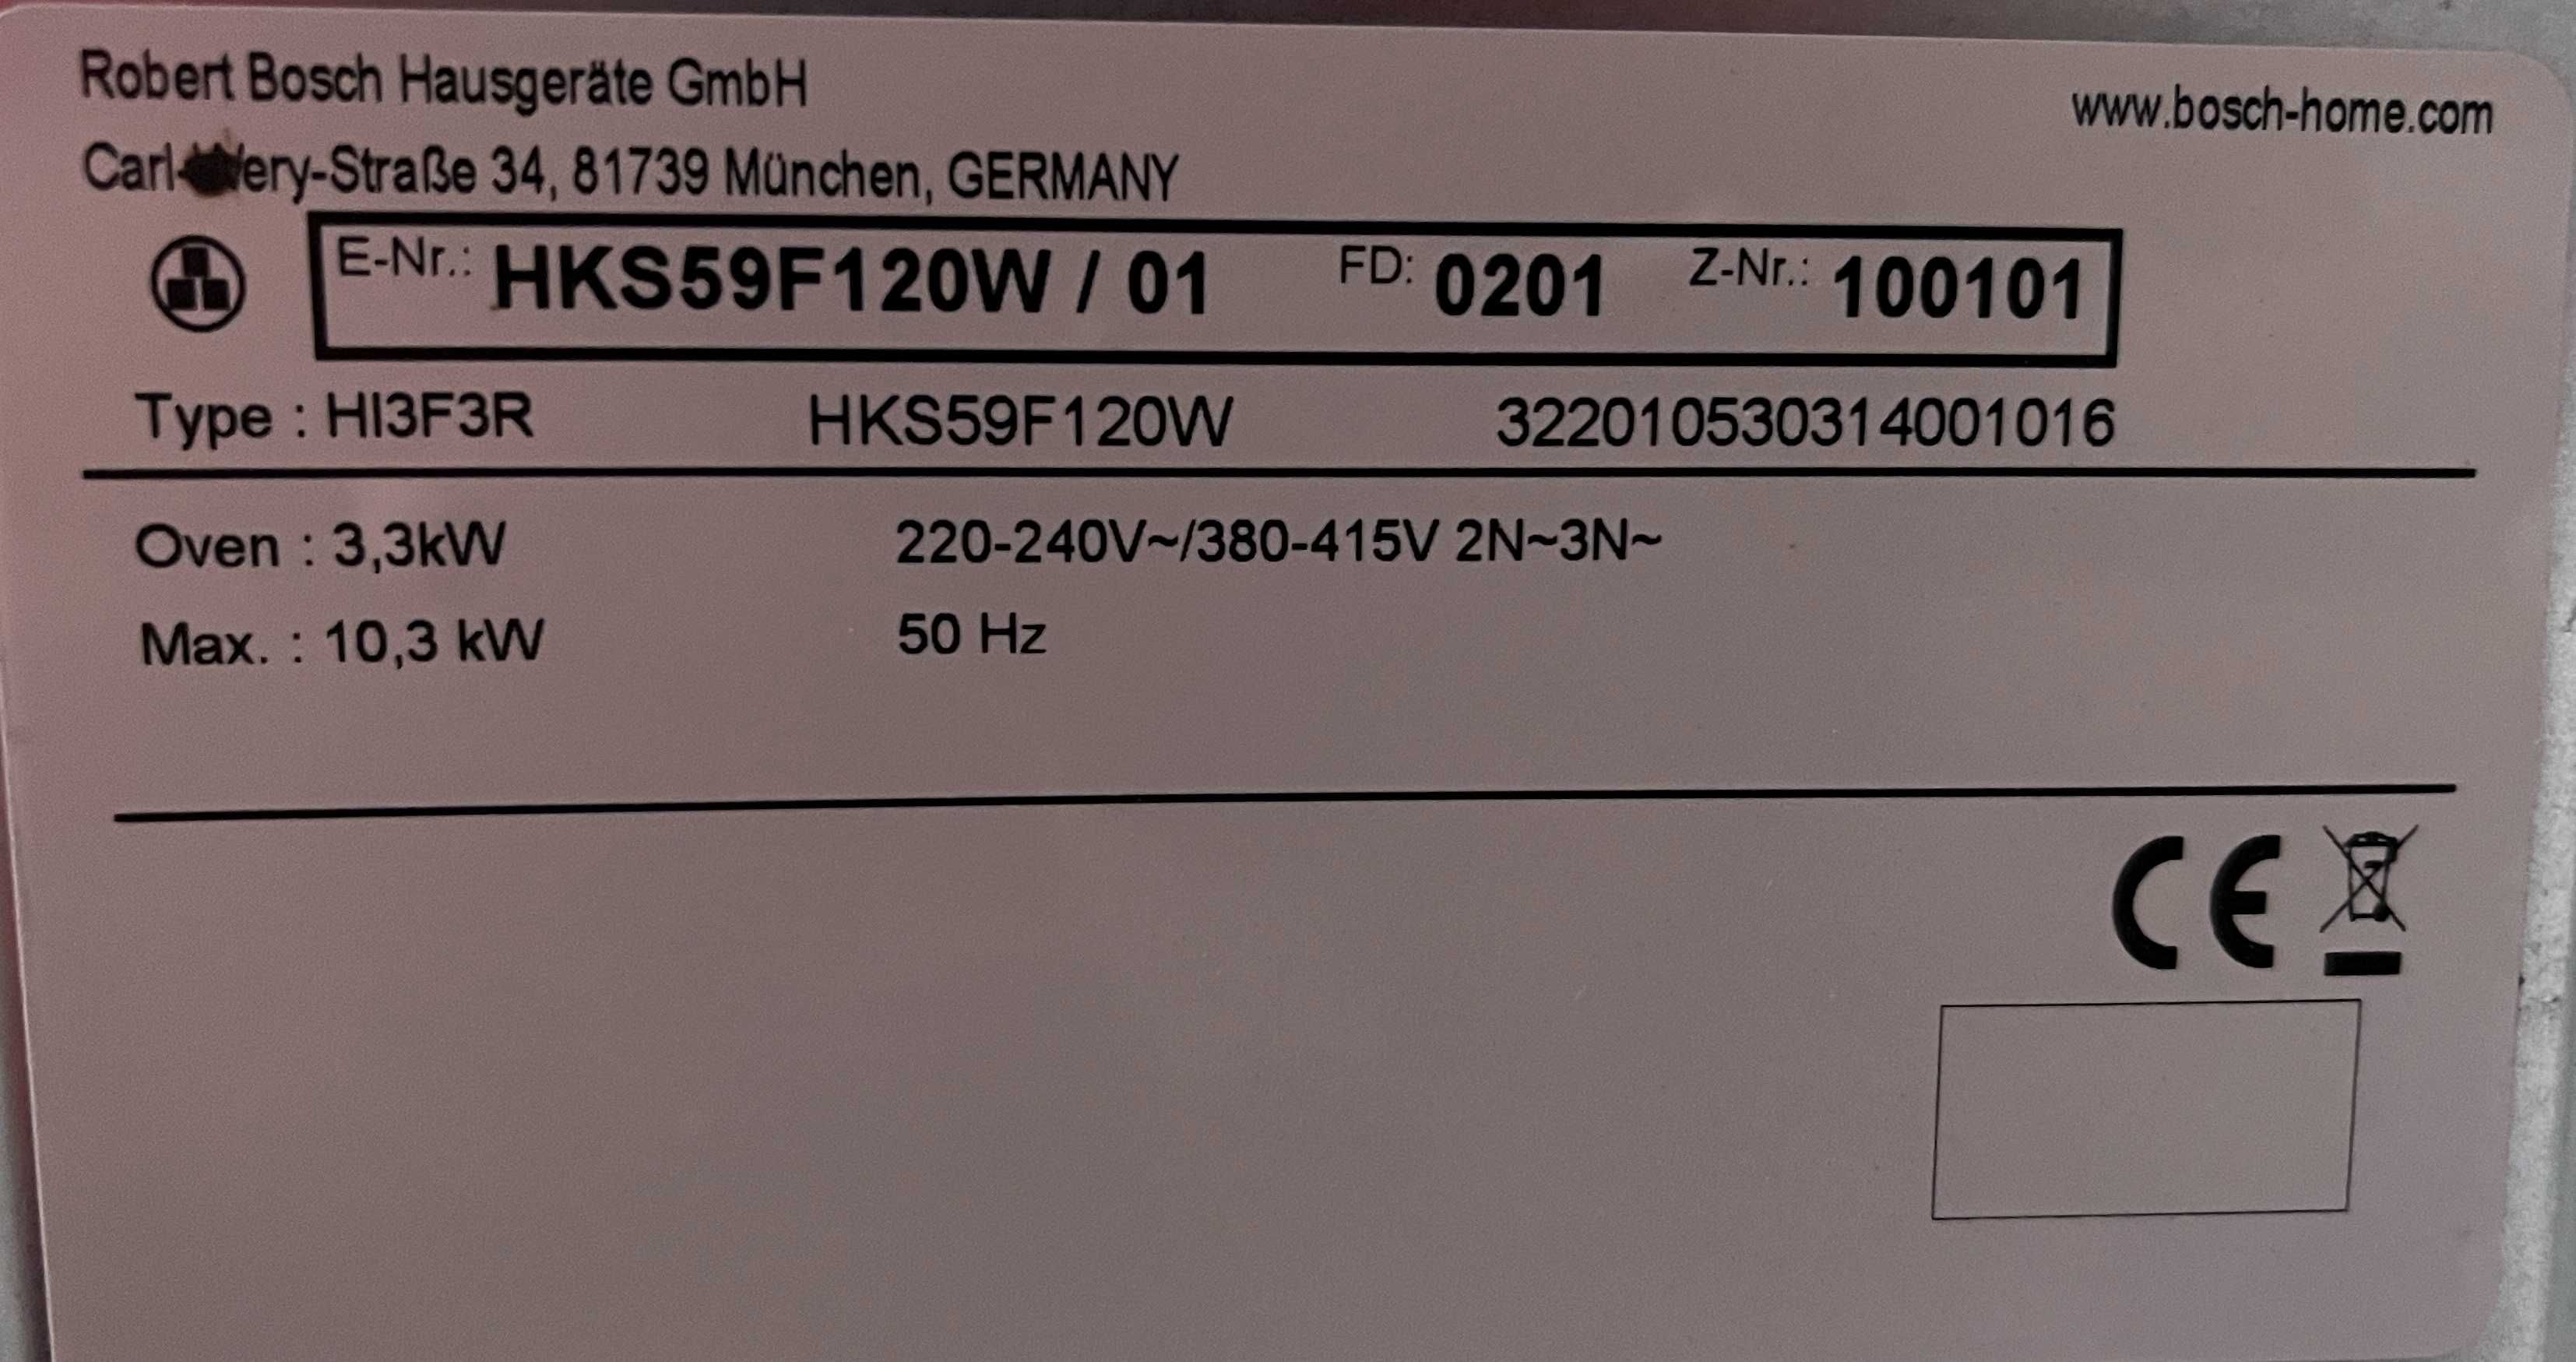 Robert Bosch Hausgeräte GmbH
www.bosch-home.com
Carl-Wery-Straße 34, 81739 München, GERMANY
E-Nr.: HKS59F120W / 01 FD: 0201 Z-Nr.: 100101
Type : HI3F3R HKS59F120W 322010530314001016
Oven : 3,3kW 220-240V~/380-415V 2N~3N~
Max. : 10,3 kW 50 Hz
CE